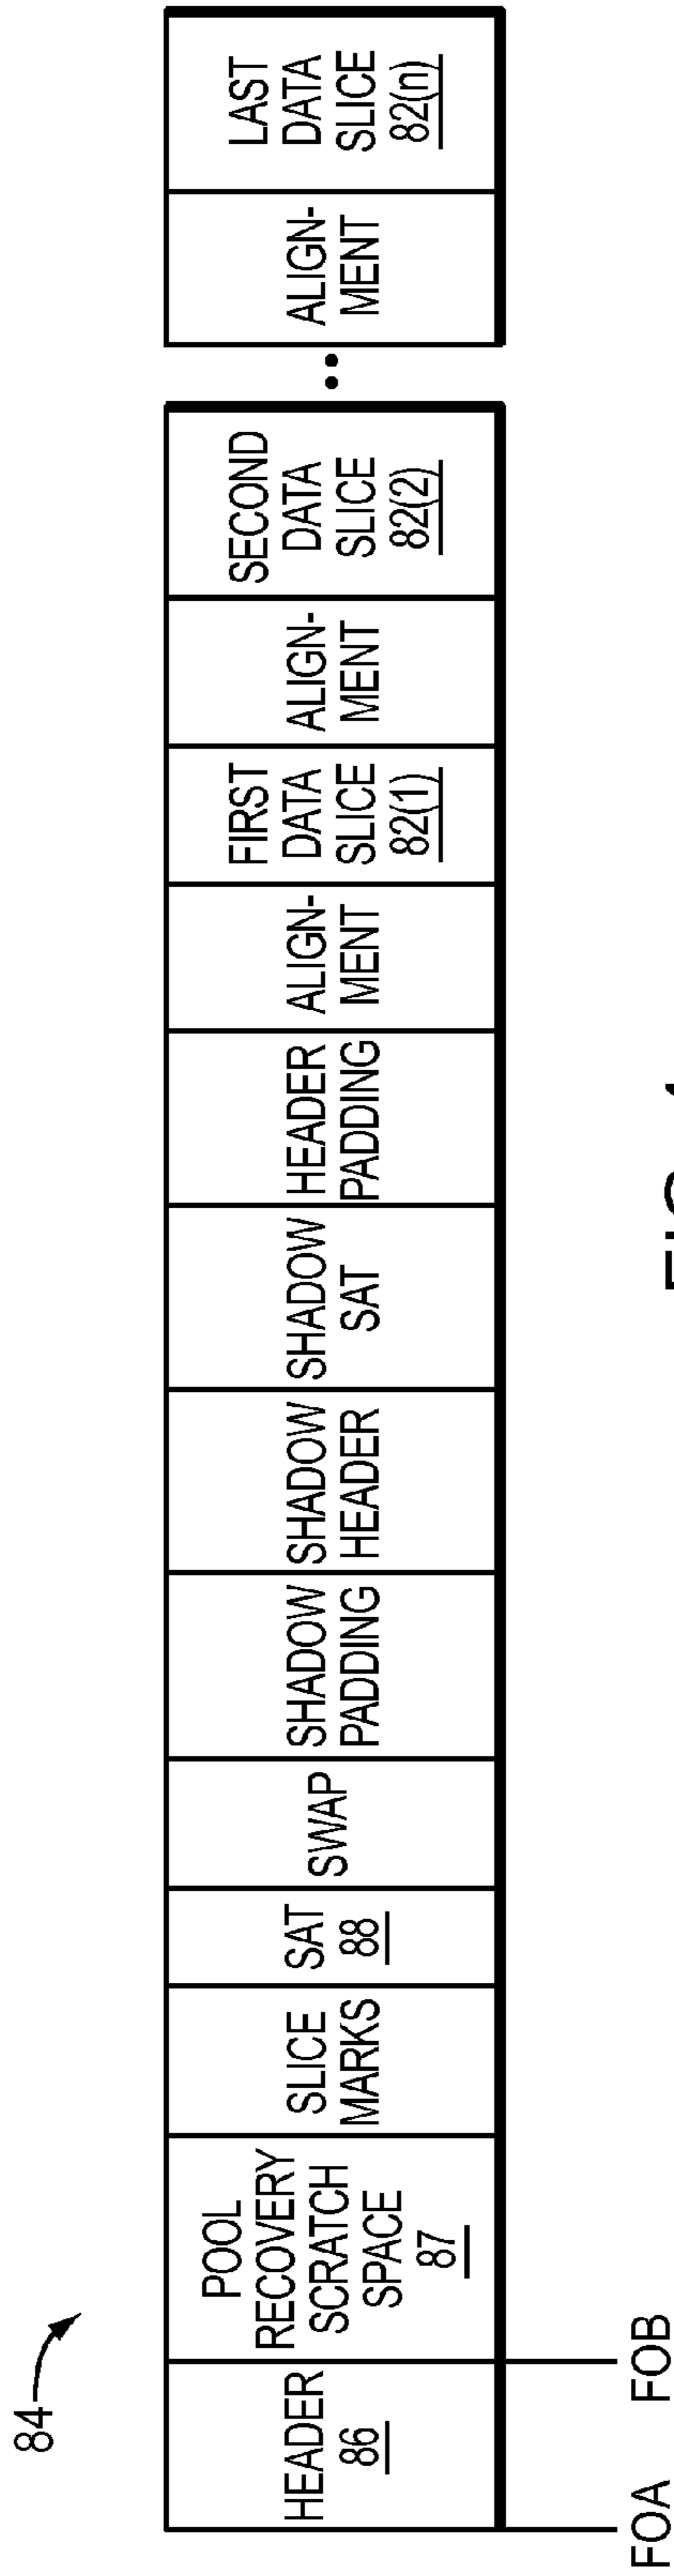 84
HEADER
86
POOL
RECOVERY
SCRATCH
SPACE
87
SLICE
MARKS
SAT
88
SWAP
SHADOW
PADDING
SHADOW
HEADER
SHADOW
SAT
HEADER
PADDING
ALIGN-
MENT
FIRST
DATA
SLICE
82(1)
ALIGN-
MENT
SECOND
DATA
SLICE
82(2)
ALIGN-
MENT
LAST
DATA
SLICE
82(n)
FOA
FOB